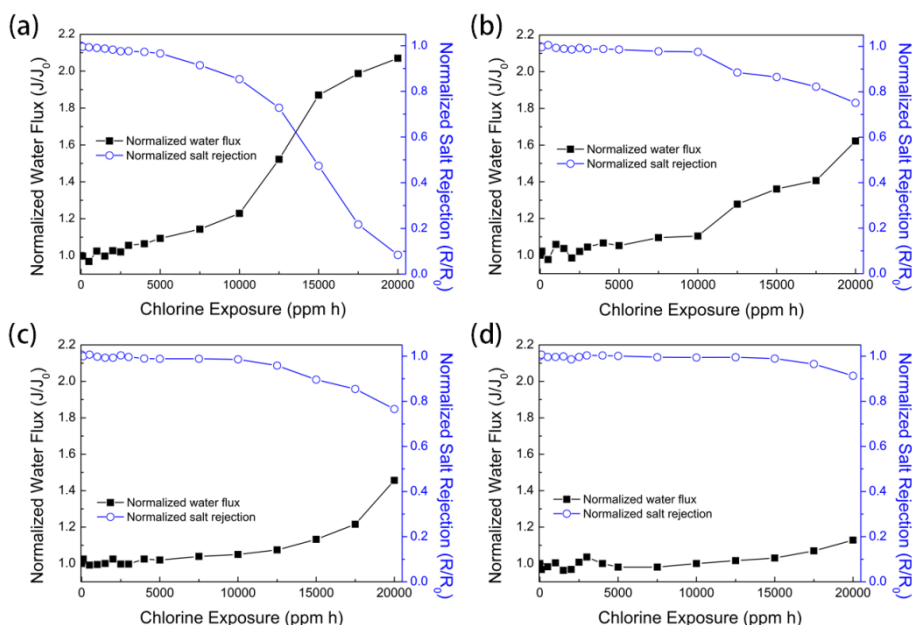 (a)
Normalized Water Flux (J/J₀)
2.2
2.0
1.8
1.6
1.4
1.2
1.0
Normalized water flux
Normalized salt rejection
1.0
0.8
0.6
0.4
0.2
0.0
Normalized Salt Rejection (R/R₀)
0 5000 10000 15000 20000
Chlorine Exposure (ppm h)
(b)
Normalized Water Flux (J/J₀)
2.2
2.0
1.8
1.6
1.4
1.2
1.0
Normalized water flux
Normalized salt rejection
1.0
0.8
0.6
0.4
0.2
0.0
Normalized Salt Rejection (R/R₀)
0 5000 10000 15000 20000
Chlorine Exposure (ppm h)
(c)
Normalized Water Flux (J/J₀)
2.2
2.0
1.8
1.6
1.4
1.2
1.0
Normalized water flux
Normalized salt rejection
1.0
0.8
0.6
0.4
0.2
0.0
Normalized Salt Rejection (R/R₀)
0 5000 10000 15000 20000
Chlorine Exposure (ppm h)
(d)
Normalized Water Flux (J/J₀)
2.2
2.0
1.8
1.6
1.4
1.2
1.0
Normalized water flux
Normalized salt rejection
1.0
0.8
0.6
0.4
0.2
0.0
Normalized Salt Rejection (R/R₀)
0 5000 10000 15000 20000
Chlorine Exposure (ppm h)